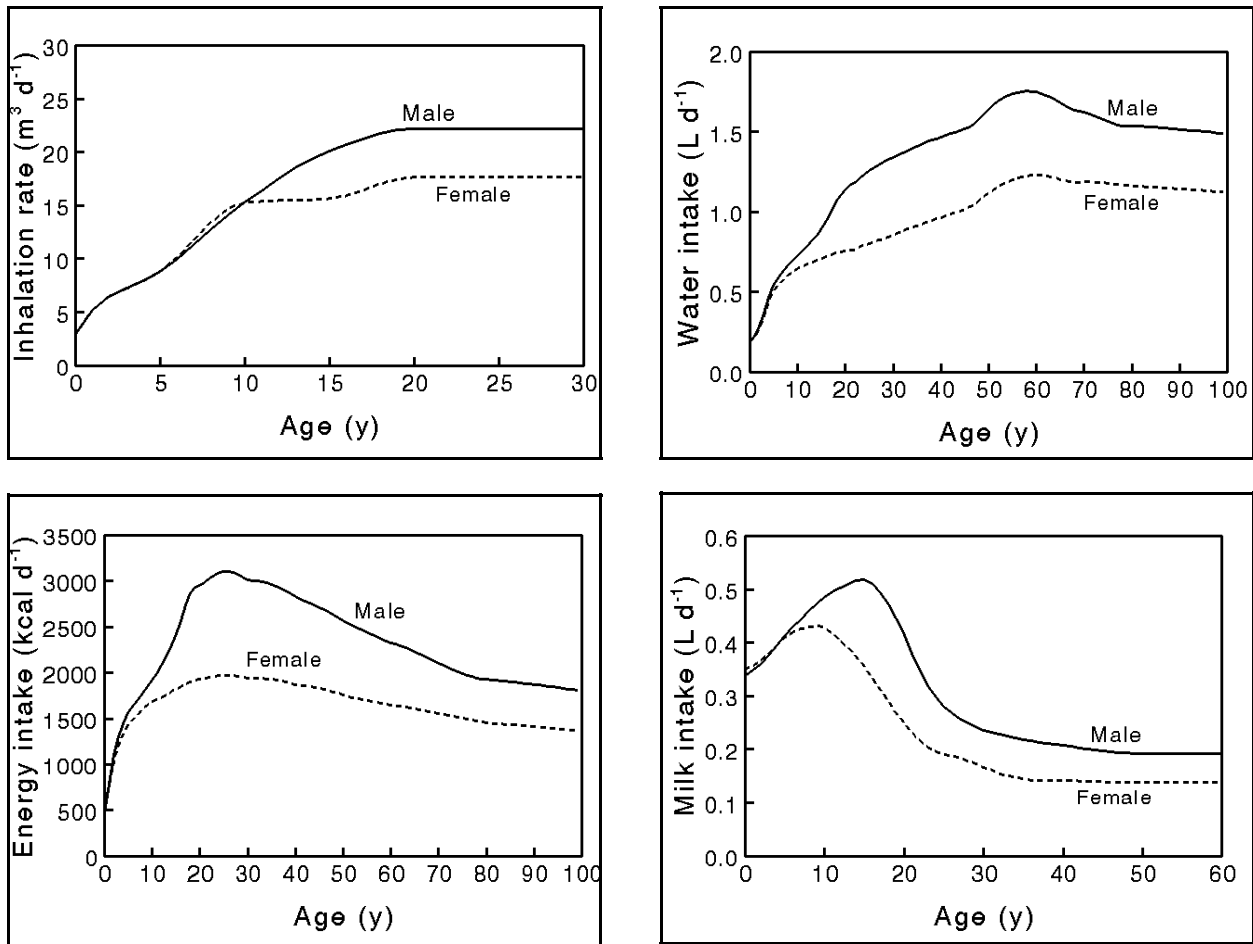 Inhalation rate (m³ d⁻¹)
30
25
20
15
10
5
0
Male
Female
0 5 10 15 20 25 30
Age (y)
Water intake (L d⁻¹)
2.0
1.5
1.0
0.5
0.0
Male
Female
0 10 20 30 40 50 60 70 80 90 100
Age (y)
Energy intake (kcal d⁻¹)
3500
3000
2500
2000
1500
1000
500
0
Male
Female
0 10 20 30 40 50 60 70 80 90 100
Age (y)
Milk intake (L d⁻¹)
0.6
0.5
0.4
0.3
0.2
0.1
0.0
Male
Female
0 10 20 30 40 50 60
Age (y)